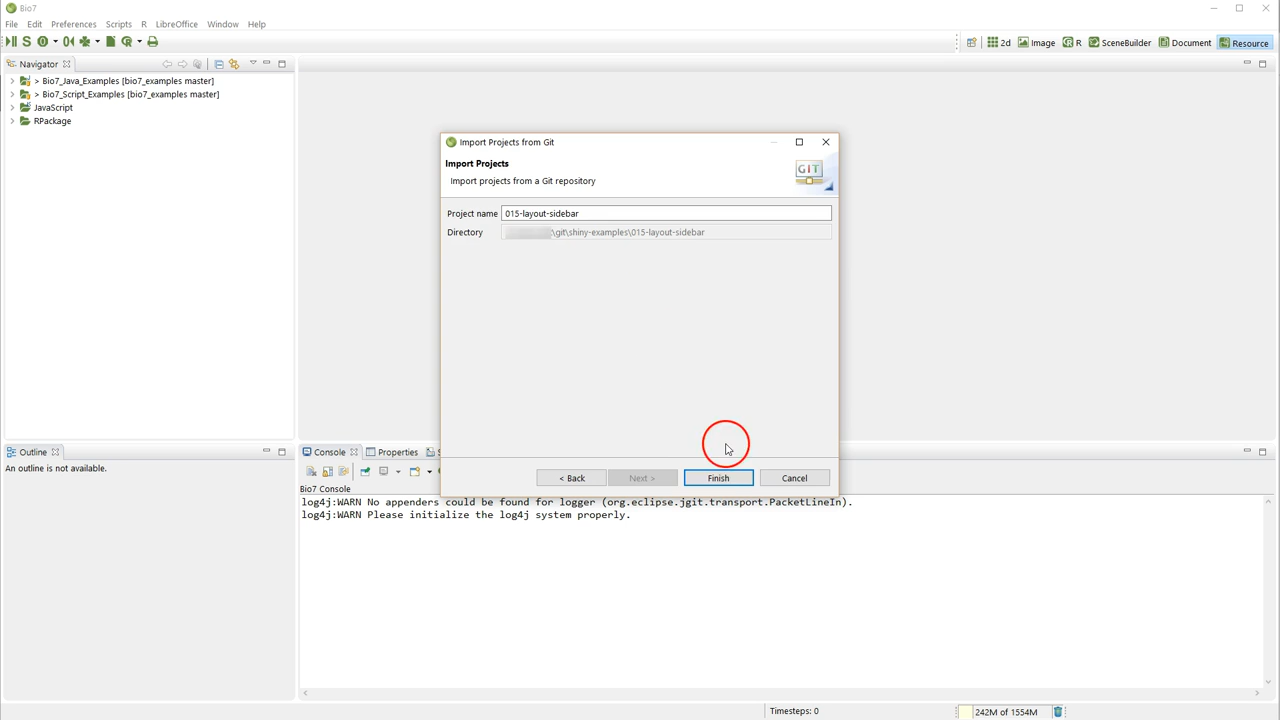 Bio7
File Edit Preferences Scripts R LibreOffice Window Help
2d Image R SceneBuilder Document Resource
Navigator
> Bio7_Java_Examples [bio7_examples master]
> Bio7_Script_Examples [bio7_examples master]
JavaScript
RPackage
Import Projects from Git
Import Projects
Import projects from a Git repository
GIT
Project name 015-layout-sidebar
Directory \git\shiny-examples\015-layout-sidebar
< Back Next > Finish Cancel
Outline
An outline is not available.
Console Properties S
Bio7 Console
log4j:WARN No appenders could be found for logger (org.eclipse.jgit.transport.PacketLineIn).
log4j:WARN Please initialize the log4j system properly.
Timesteps: 0
242M of 1554M